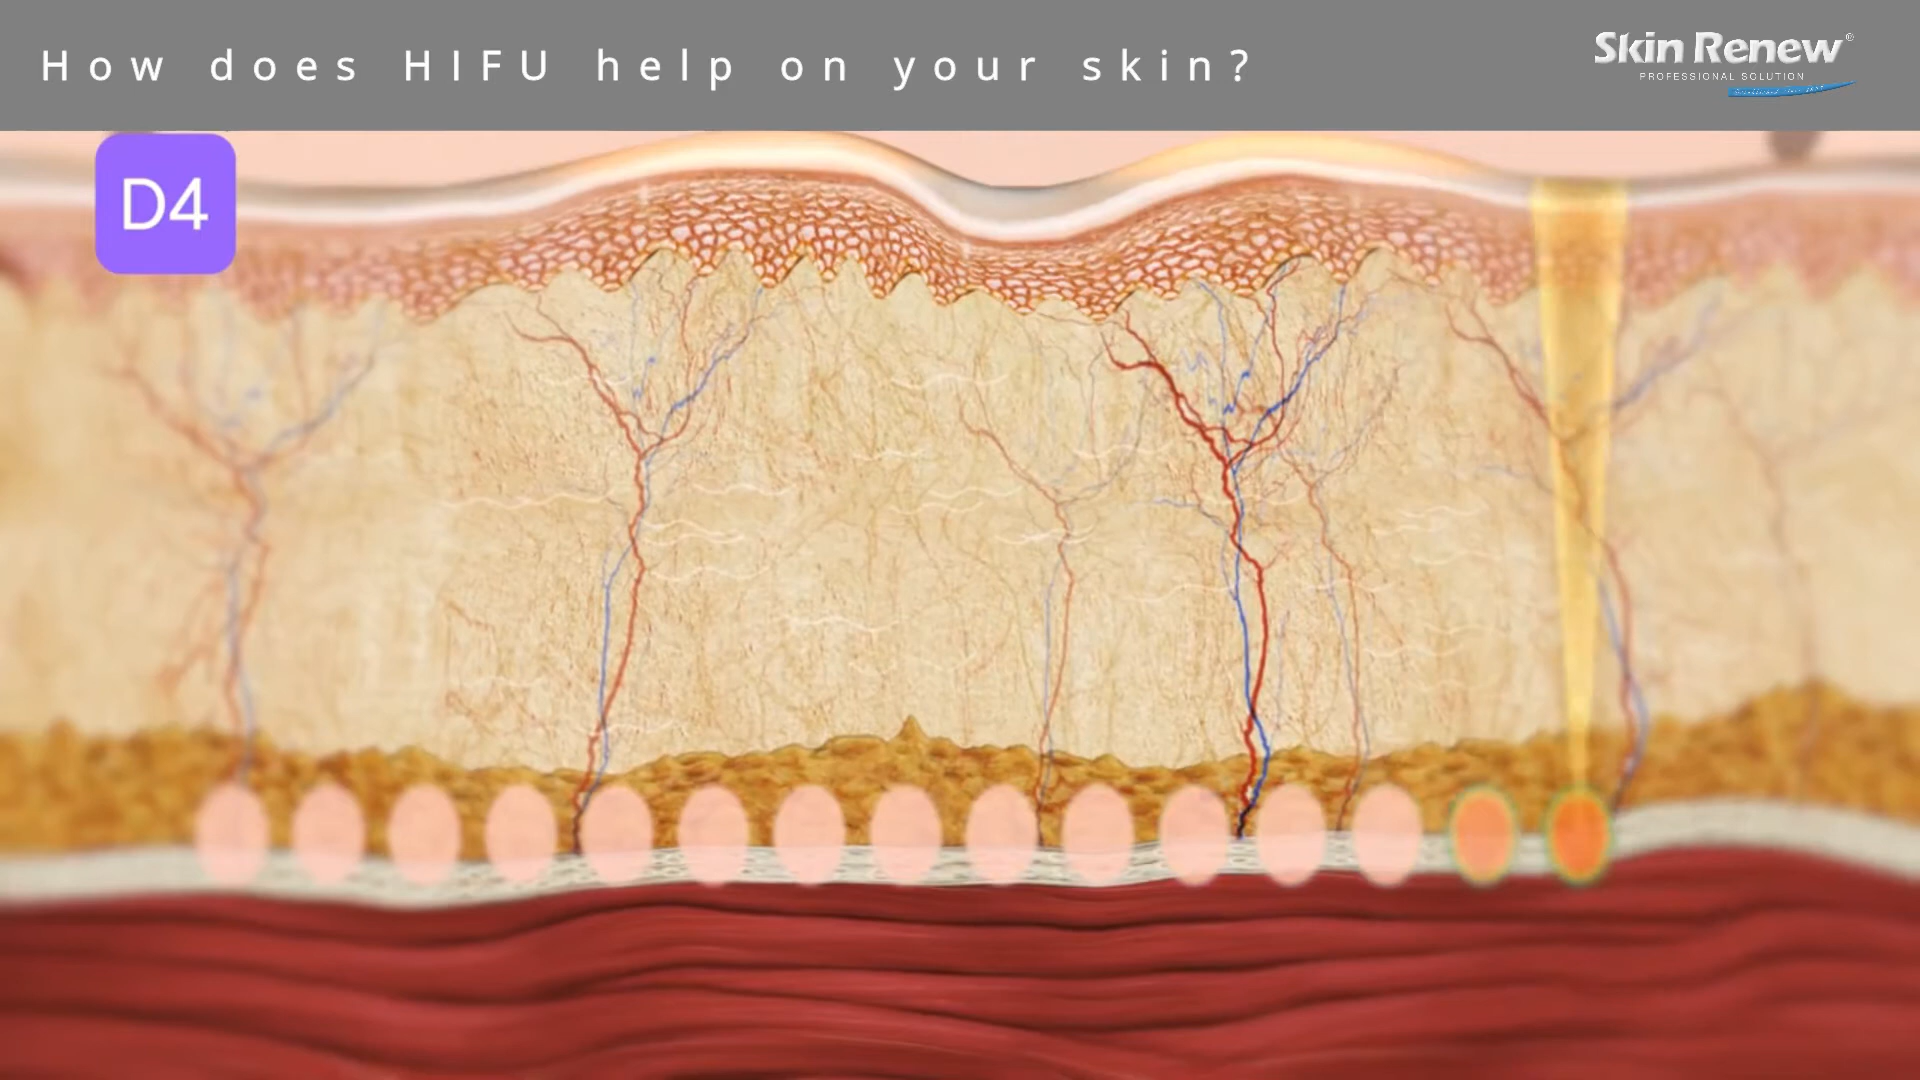 How does HIFU help on your skin?
Skin Renew®
PROFESSIONAL SOLUTION
D4